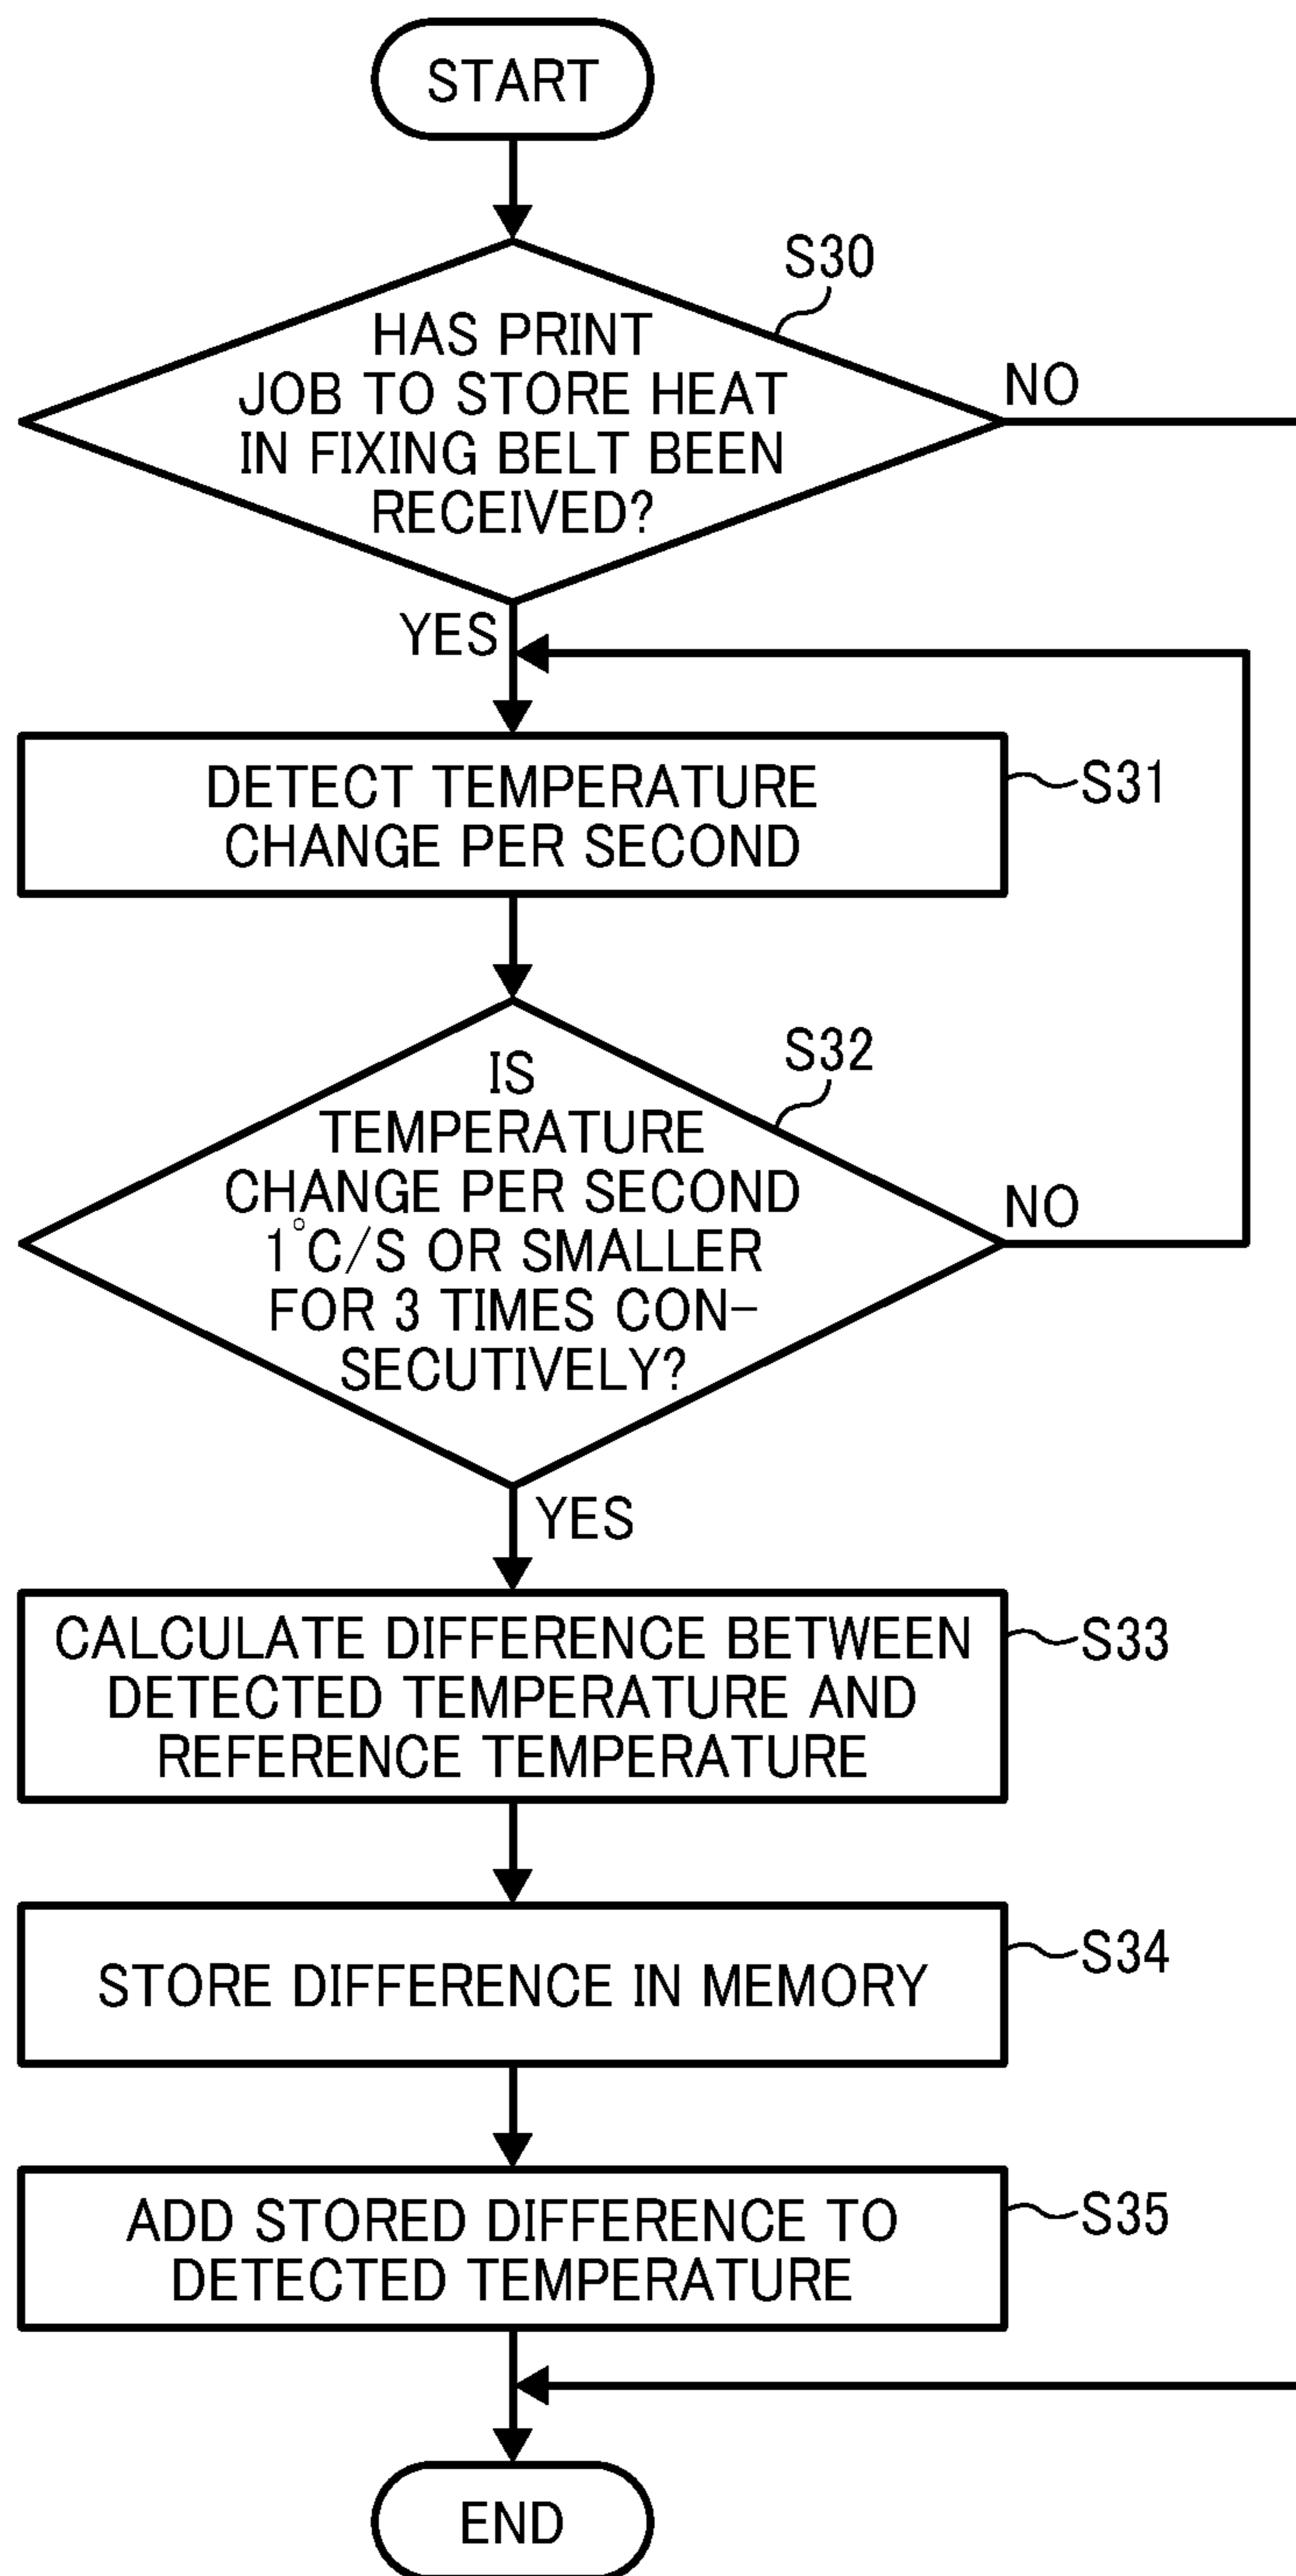 START
S30
HAS PRINT
JOB TO STORE HEAT
IN FIXING BELT BEEN
RECEIVED?
NO
YES
DETECT TEMPERATURE
CHANGE PER SECOND
S31
S32
IS
TEMPERATURE
CHANGE PER SECOND
1°C/S OR SMALLER
FOR 3 TIMES CON-
SECUTIVELY?
NO
YES
CALCULATE DIFFERENCE BETWEEN
DETECTED TEMPERATURE AND
REFERENCE TEMPERATURE
S33
STORE DIFFERENCE IN MEMORY
S34
ADD STORED DIFFERENCE TO
DETECTED TEMPERATURE
S35
END